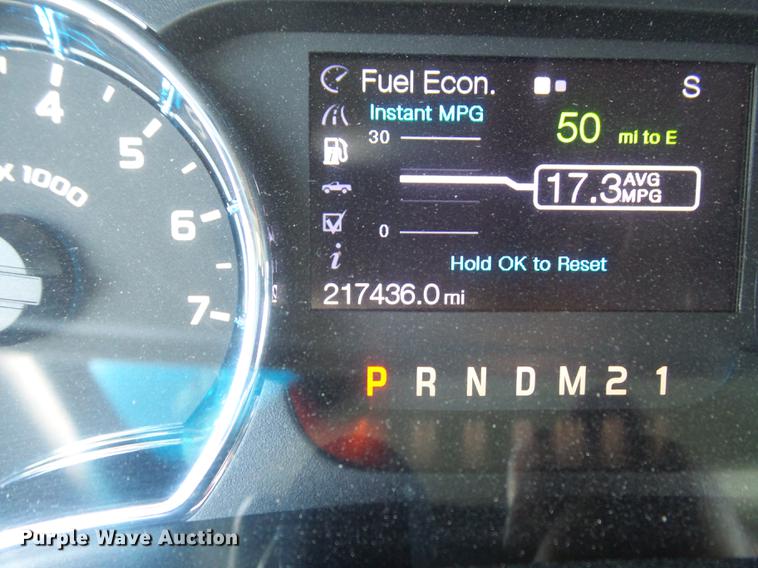 4
5
6
7
x 1000
Fuel Econ.
S
Instant MPG
30
50 mi to E
17.3 AVG MPG
0
i
Hold OK to Reset
217436.0 mi
P R N D M 2 1
Purple Wave Auction